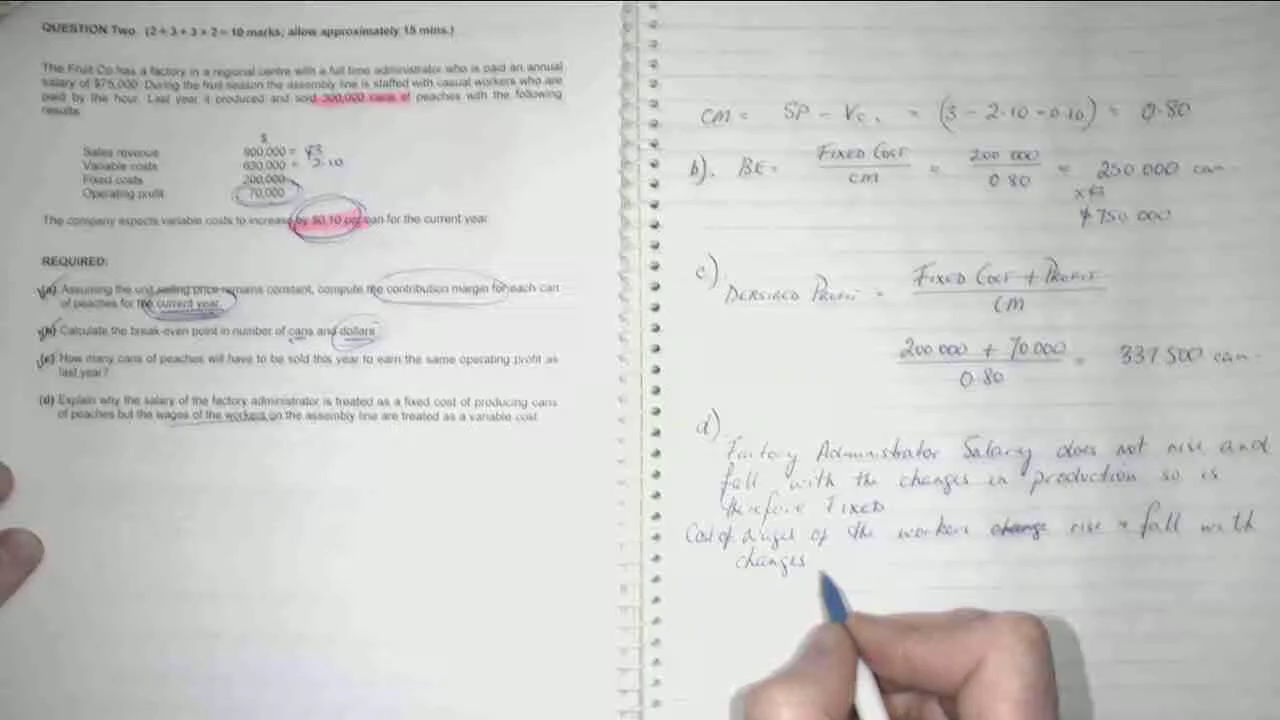 QUESTION Two (2 + 3 + 3 + 2 = 10 marks, allow approximately 15 mins.)
The Fruit Co has a factory in a regional centre with a full time administrator who is paid an annual
salary of $75,000. During the fruit season the assembly line is staffed with casual workers who are
paid by the hour. Last year it produced and sold 300,000 cans of peaches with the following
results
$
Sales revenue 900,000 = $3
Variable costs 630,000 = 2.10
Fixed costs 200,000
Operating profit 70,000
The company expects variable costs to increase by $0.10 per can for the current year.
REQUIRED:
(a) Assuming the unit selling price remains constant, compute the contribution margin for each can
of peaches for the current year.
(b) Calculate the break-even point in number of cans and dollars
(c) How many cans of peaches will have to be sold this year to earn the same operating profit as
last year?
(d) Explain why the salary of the factory administrator is treated as a fixed cost of producing cans
of peaches but the wages of the workers on the assembly line are treated as a variable cost.
CM = SP - VC. = (3 - 2.10 - 0.10) = 0.80
b). BE = FIXED COST / CM = 200 000 / 0.80 = 250 000 can
x $3
$750 000
c). DERSIRED PROFIT = FIXED COST + PROFIT / CM
200 000 + 70 000 / 0.80 = 337 500 can
d).
Factory Administrator Salary does not rise and
fall with the changes in production so is
therefore FIXED
Cost of wages of the workers change rise + fall with
changes